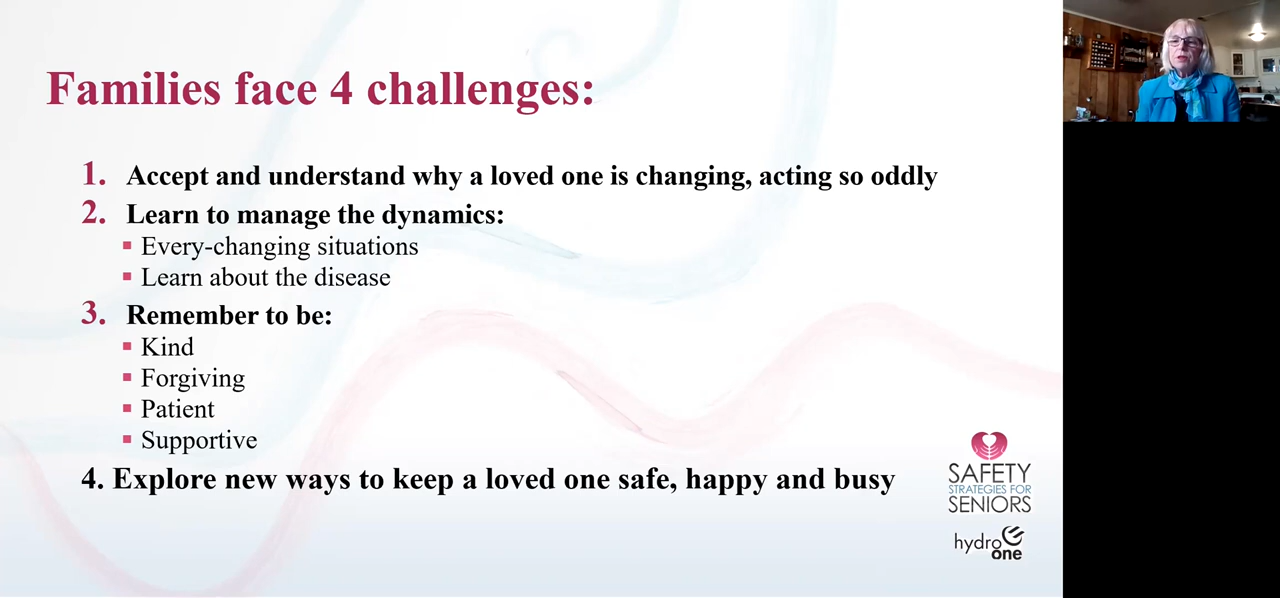 Families face 4 challenges:
1. Accept and understand why a loved one is changing, acting so oddly
2. Learn to manage the dynamics:
▪ Every-changing situations
▪ Learn about the disease
3. Remember to be:
▪ Kind
▪ Forgiving
▪ Patient
▪ Supportive
4. Explore new ways to keep a loved one safe, happy and busy
SAFETY
STRATEGIES FOR
SENIORS
hydro
one